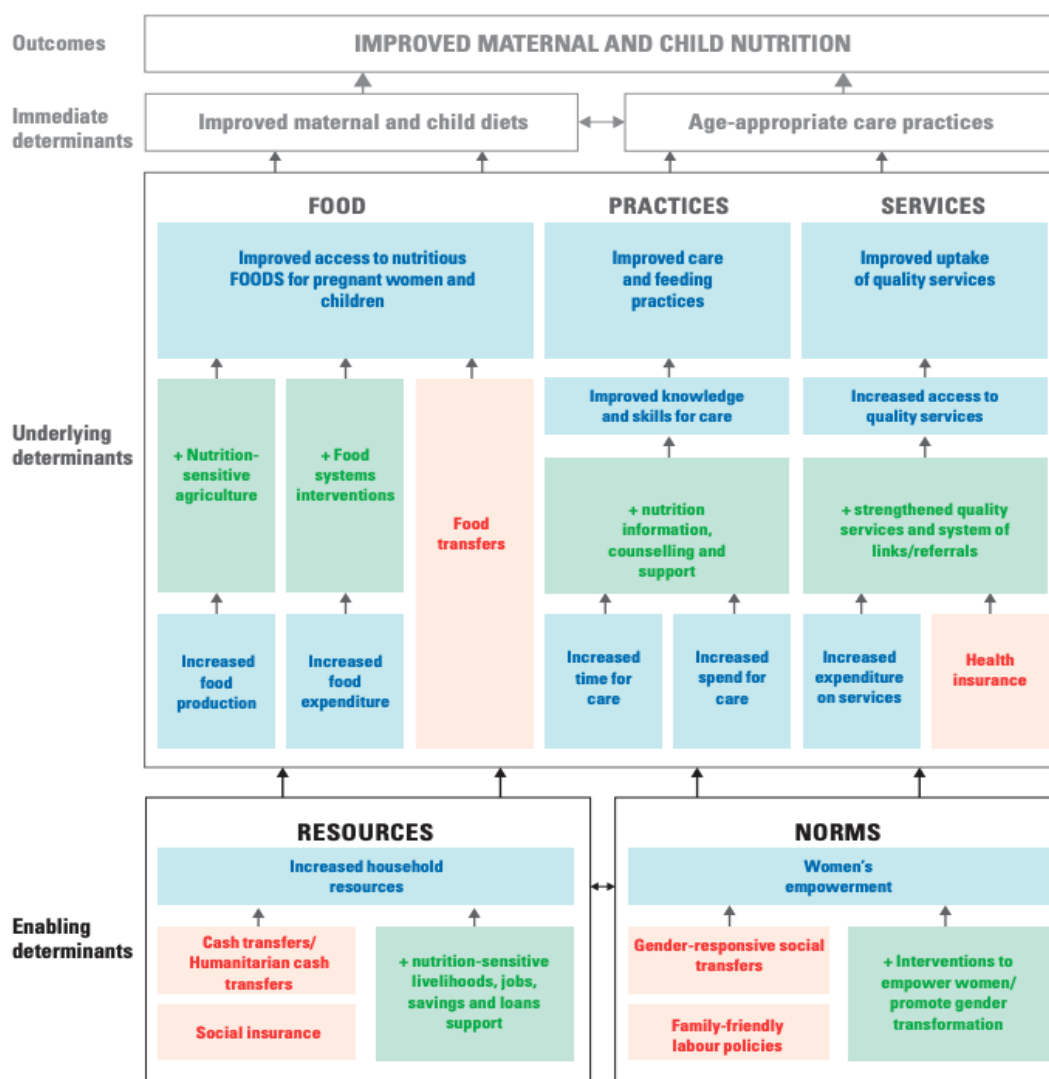 Outcomes
IMPROVED MATERNAL AND CHILD NUTRITION
Immediate
determinants
Improved maternal and child diets
Age-appropriate care practices
Underlying
determinants
FOOD
Improved access to nutritious
FOODS for pregnant women and
children
+ Nutrition-
sensitive
agriculture
+ Food
systems
interventions
Food
transfers
Increased
food
production
Increased
food
expenditure
PRACTICES
Improved care
and feeding
practices
Improved knowledge
and skills for care
+ nutrition
information,
counselling and
support
Increased
time for
care
Increased
spend for
care
SERVICES
Improved uptake
of quality services
Increased access to
quality services
+ strengthened quality
services and system of
links/referrals
Increased
expenditure
on services
Health
insurance
Enabling
determinants
RESOURCES
Increased household
resources
Cash transfers/
Humanitarian cash
transfers
Social insurance
+ nutrition-sensitive
livelihoods, jobs,
savings and loans
support
NORMS
Women's
empowerment
Gender-responsive social
transfers
Family-friendly
labour policies
+ Interventions to
empower women/
promote gender
transformation